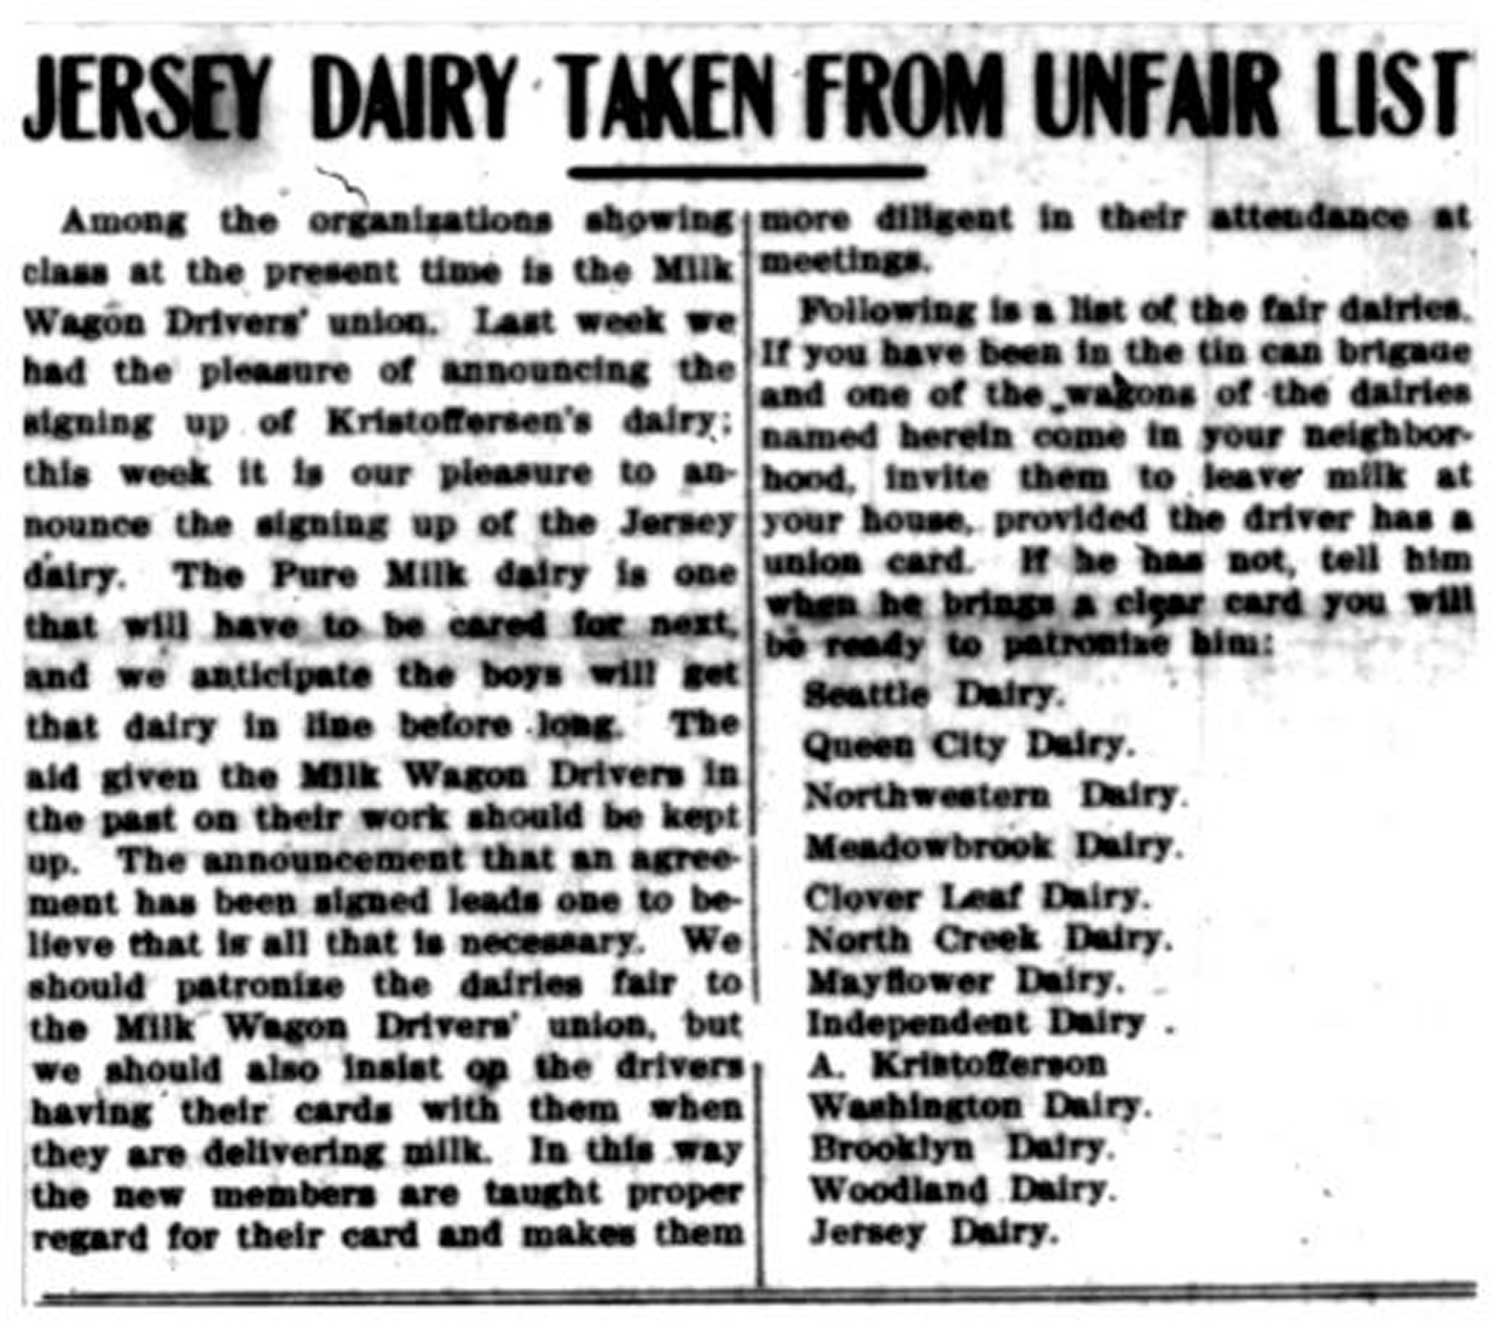 JERSEY DAIRY TAKEN FROM UNFAIR LIST
Among the organizations showing
class at the present time is the Milk
Wagon Drivers' union. Last week we
had the pleasure of announcing the
signing up of Kristoffersen's dairy;
this week it is our pleasure to an-
nounce the signing up of the Jersey
dairy. The Pure Milk dairy is one
that will have to be cared for next,
and we anticipate the boys will get
that dairy in line before long. The
aid given the Milk Wagon Drivers in
the past on their work should be kept
up. The announcement that an agree-
ment has been signed leads one to be-
lieve that is all that is necessary. We
should patronize the dairies fair to
the Milk Wagon Drivers' union, but
we should also insist on the drivers
having their cards with them when
they are delivering milk. In this way
the new members are taught proper
regard for their card and makes them
more diligent in their attendance at
meetings.
Following is a list of the fair dairies.
If you have been in the tin can brigade
and one of the wagons of the dairies
named herein come in your neighbor-
hood, invite them to leave milk at
your house, provided the driver has a
union card. If he has not, tell him
when he brings a clear card you will
be ready to patronize him:
Seattle Dairy.
Queen City Dairy.
Northwestern Dairy.
Meadowbrook Dairy.
Clover Leaf Dairy.
North Creek Dairy.
Mayflower Dairy.
Independent Dairy .
A. Kristofferson
Washington Dairy.
Brooklyn Dairy.
Woodland Dairy.
Jersey Dairy.